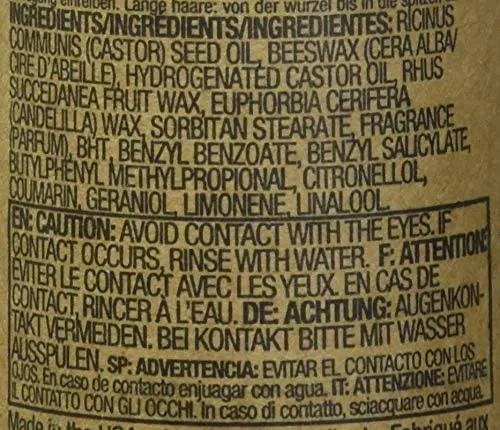 einreiben. Lange haare: von der wurzel bis in die spitzen
INGREDIENTS/INGRÉDIENTS/INGREDIENTES: RICINUS
COMMUNIS (CASTOR) SEED OIL, BEESWAX (CERA ALBA/
CIRE D'ABEILLE), HYDROGENATED CASTOR OIL, RHUS
SUCCEDANEA FRUIT WAX, EUPHORBIA CERIFERA
(CANDELILLA) WAX, SORBITAN STEARATE, FRAGRANCE
(PARFUM), BHT, BENZYL BENZOATE, BENZYL SALICYLATE,
BUTYLPHENYL METHYLPROPIONAL, CITRONELLOL,
COUMARIN, GERANIOL, LIMONENE, LINALOOL.
EN: CAUTION: AVOID CONTACT WITH THE EYES. IF
CONTACT OCCURS, RINSE WITH WATER. F: ATTENTION:
ÉVITER LE CONTACT AVEC LES YEUX. EN CAS DE
CONTACT, RINCER À L'EAU. DE: ACHTUNG: AUGENKON-
TAKT VERMEIDEN. BEI KONTAKT BITTE MIT WASSER
AUSSPÜLEN. SP: ADVERTENCIA: EVITAR EL CONTACTO CON LOS
OJOS. En caso de contacto enjuagar con agua. IT: ATTENZIONE: EVITARE
IL CONTATTO CON GLI OCCHI. In caso di contatto, sciacquare con acqua.
Made in the USA